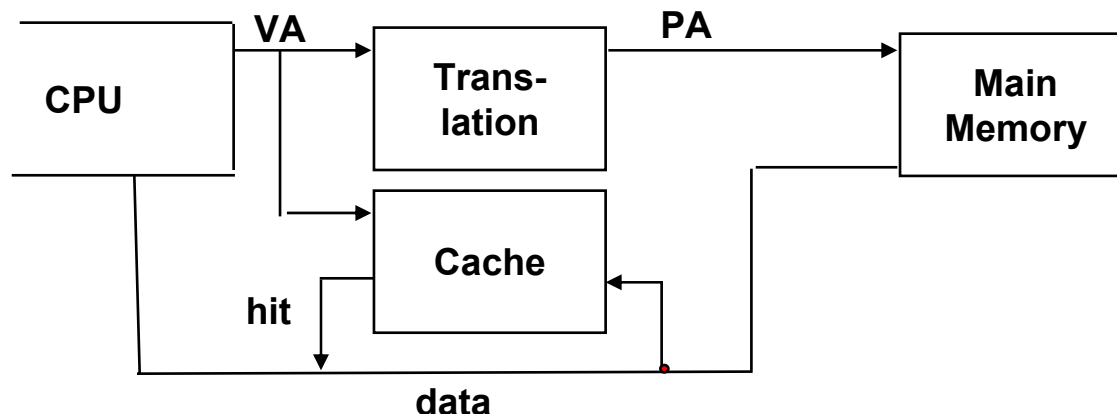 VA
PA
CPU
Trans-
lation
Main
Memory
Cache
hit
data